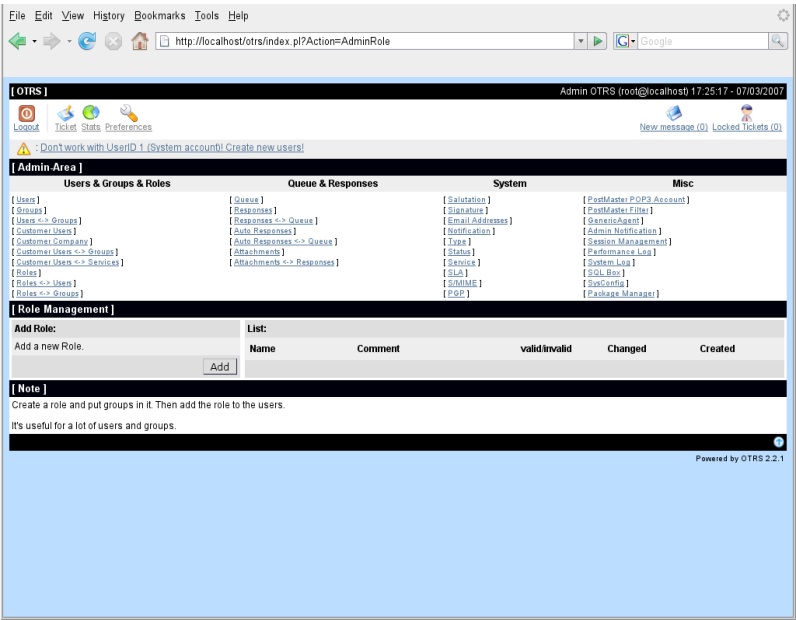 File Edit View History Bookmarks Tools Help
http://localhost/otrs/index.pl?Action=AdminRole
G Google
[ OTRS ] Admin OTRS (root@localhost) 17:25:17 - 07/03/2007
Logout Ticket Stats Preferences New message (0) Locked Tickets (0)
: Don't work with UserID 1 (System account)! Create new users!
[ Admin-Area ]
Users & Groups & Roles Queue & Responses System Misc
[ Users ] [ Queue ] [ Salutation ] [ PostMaster POP3 Account ]
[ Groups ] [ Responses ] [ Signature ] [ PostMaster Filter ]
[ Users <-> Groups ] [ Responses <-> Queue ] [ Email Addresses ] [ GenericAgent ]
[ Customer Users ] [ Auto Responses ] [ Notification ] [ Admin Notification ]
[ Customer Company ] [ Auto Responses <-> Queue ] [ Type ] [ Session Management ]
[ Customer Users <-> Groups ] [ Attachments ] [ Status ] [ Performance Log ]
[ Customer Users <-> Services ] [ Attachments <-> Responses ] [ Service ] [ System Log ]
[ Roles ] [ SLA ] [ SQL Box ]
[ Roles <-> Users ] [ S/MIME ] [ SysConfig ]
[ Roles <-> Groups ] [ PGP ] [ Package Manager ]
[ Role Management ]
Add Role: List:
Add a new Role. Name Comment valid/invalid Changed Created
Add
[ Note ]
Create a role and put groups in it. Then add the role to the users.
It's useful for a lot of users and groups.
Powered by OTRS 2.2.1